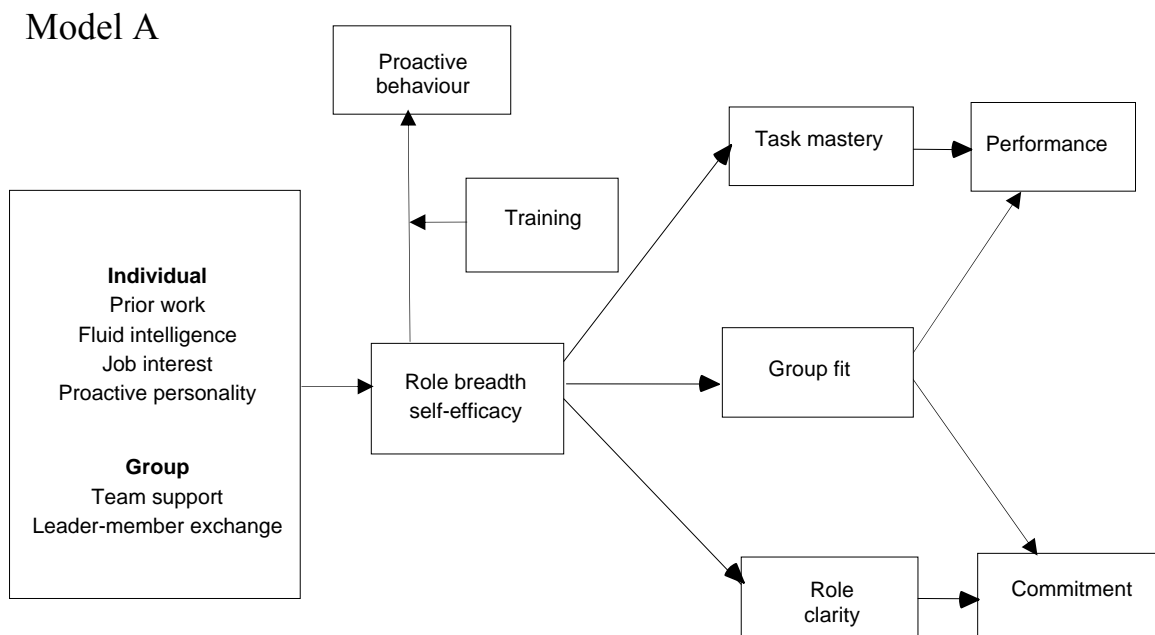 Model A
Proactive
behaviour
Task mastery
Performance
Training
Individual
Prior work
Fluid intelligence
Job interest
Proactive personality
Group
Team support
Leader-member exchange
Role breadth
self-efficacy
Group fit
Role
clarity
Commitment